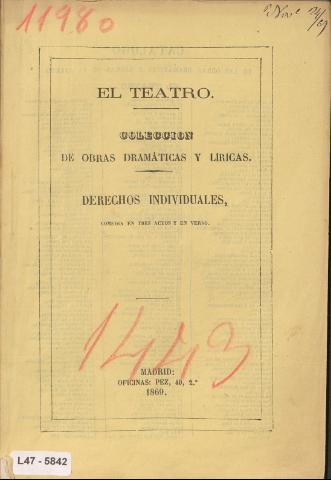 11980
EL TEATRO.
COLECCION
DE OBRAS DRAMÁTICAS Y LÍRICAS.
DERECHOS INDIVIDUALES,
COMEDIA EN TRES ACTOS Y EN VERSO.
1443
MADRID:
OFICINAS: PEZ, 40, 2.º
1869.
L47 - 5842